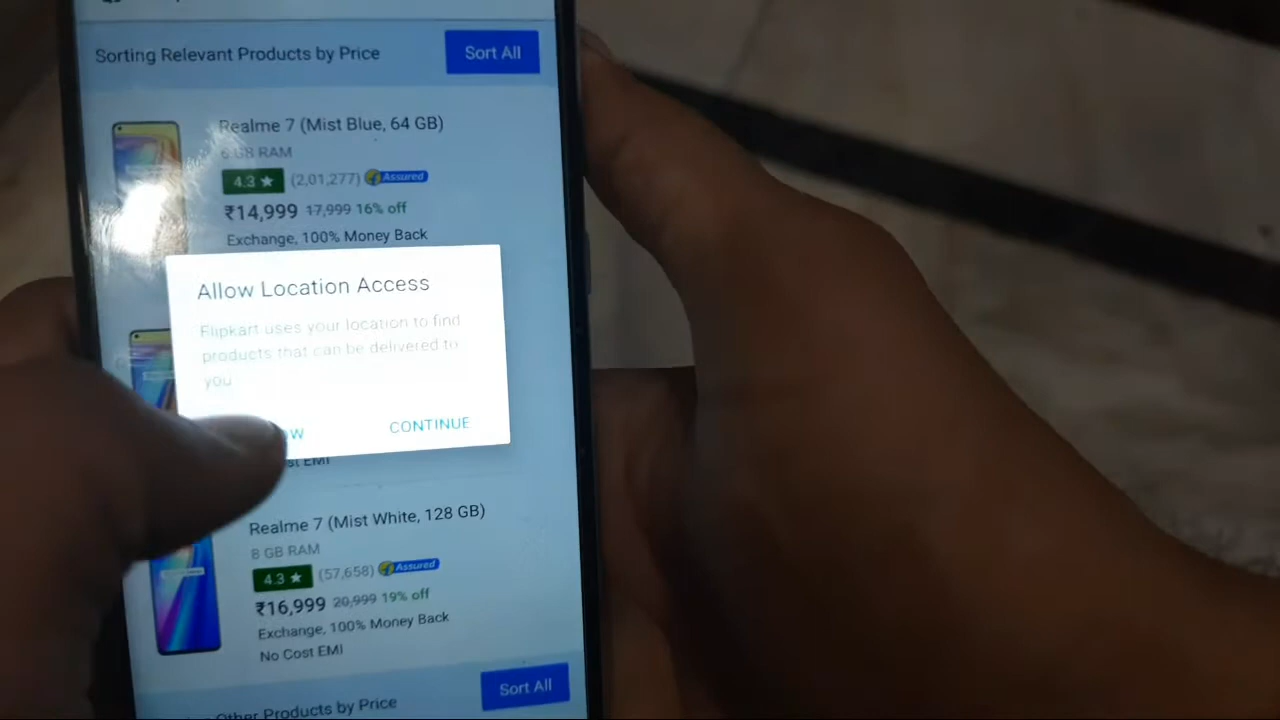 Sorting Relevant Products by Price
Sort All
Realme 7 (Mist Blue, 64 GB)
6 GB RAM
4.3 ★ (2,01,277) Assured
₹14,999 17,999 16% off
Exchange, 100% Money Back
Allow Location Access
Flipkart uses your location to find
products that can be delivered to
you.
CONTINUE
EMI
Realme 7 (Mist White, 128 GB)
8 GB RAM
4.3 ★ (57,658) Assured
₹16,999 20,999 19% off
Exchange, 100% Money Back
No Cost EMI
Other Products by Price
Sort All